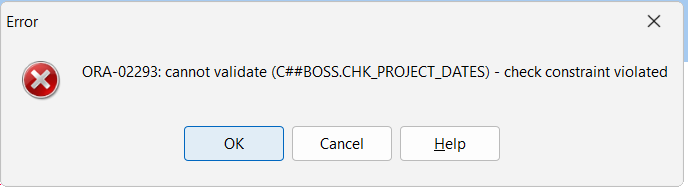 Error
ORA-02293: cannot validate (C##BOSS.CHK_PROJECT_DATES) - check constraint violated
OK
Cancel
Help